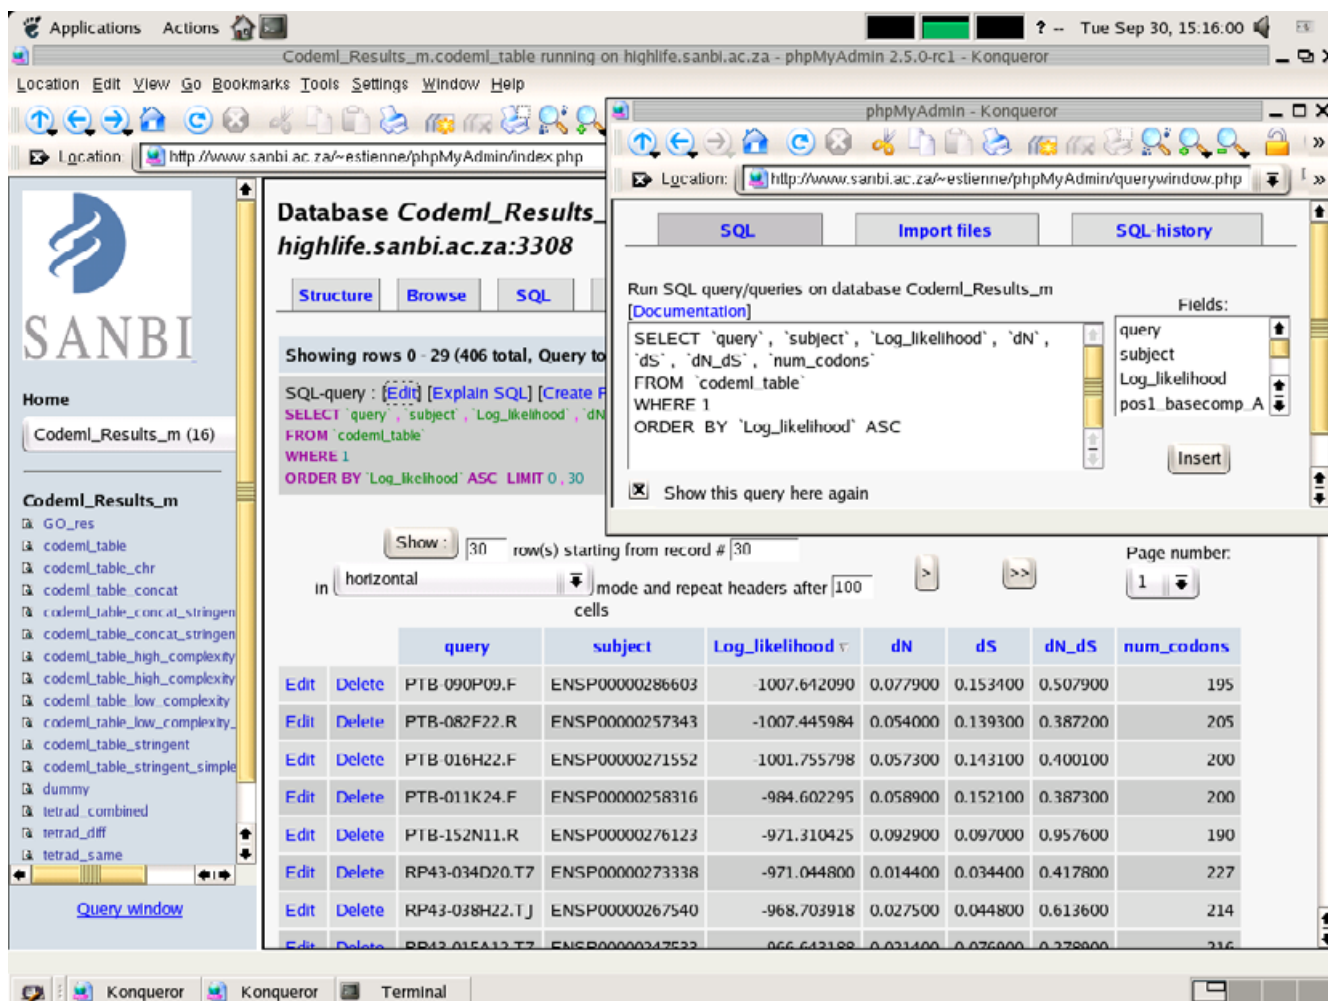 Applications Actions ? -- Tue Sep 30, 15:16:00
Codeml_Results_m.codeml_table running on highlife.sanbi.ac.za - phpMyAdmin 2.5.0-rc1 - Konqueror
Location Edit View Go Bookmarks Tools Settings Window Help
Location: http://www.sanbi.ac.za/~estienne/phpMyAdmin/index.php
SANBI
Home
Codeml_Results_m (16)
Codeml_Results_m
GO_res
codeml_table
codeml_table_chr
codeml_table_concat
codeml_table_concat_stringen
codeml_table_concat_stringen
codeml_table_high_complexity
codeml_table_high_complexity
codeml_table_low_complexity
codeml_table_low_complexity_
codeml_table_stringent
codeml_table_stringent_simple
dummy
tetrad_combined
tetrad_diff
tetrad_same
Query window
Database Codeml_Results_
highlife.sanbi.ac.za:3308
Structure Browse SQL
Showing rows 0 - 29 (406 total, Query to
SQL-query : [Edit] [Explain SQL] [Create P
SELECT `query` , `subject` , `Log_likelihood` , `dN
FROM `codeml_table`
WHERE 1
ORDER BY `Log_likelihood` ASC LIMIT 0 , 30
Show : 30 row(s) starting from record # 30
in horizontal mode and repeat headers after 100
cells
> >>
Page number:
1
query subject Log_likelihood dN dS dN_dS num_codons
Edit Delete PTB-090P09.F ENSP00000286603 -1007.642090 0.077900 0.153400 0.507900 195
Edit Delete PTB-082F22.R ENSP00000257343 -1007.445984 0.054000 0.139300 0.387200 205
Edit Delete PTB-016H22.F ENSP00000271552 -1001.755798 0.057300 0.143100 0.400100 200
Edit Delete PTB-011K24.F ENSP00000258316 -984.602295 0.058900 0.152100 0.387300 200
Edit Delete PTB-152N11.R ENSP00000276123 -971.310425 0.092900 0.097000 0.957600 190
Edit Delete RP43-034D20.T7 ENSP00000273338 -971.044800 0.014400 0.034400 0.417800 227
Edit Delete RP43-038H22.TJ ENSP00000267540 -968.703918 0.027500 0.044800 0.613600 214
Edit Delete RP43-015A12.T7 ENSP00000247533 -966.643188 0.021400 0.076900 0.278900 216
phpMyAdmin - Konqueror
»
Location: http://www.sanbi.ac.za/~estienne/phpMyAdmin/querywindow.php »
SQL Import files SQL-history
Run SQL query/queries on database Codeml_Results_m
[Documentation]
SELECT `query` , `subject` , `Log_likelihood` , `dN` ,
`dS` , `dN_dS` , `num_codons`
FROM `codeml_table`
WHERE 1
ORDER BY `Log_likelihood` ASC
Fields:
query
subject
Log_likelihood
pos1_basecomp_A
Insert
Show this query here again
Konqueror Konqueror Terminal